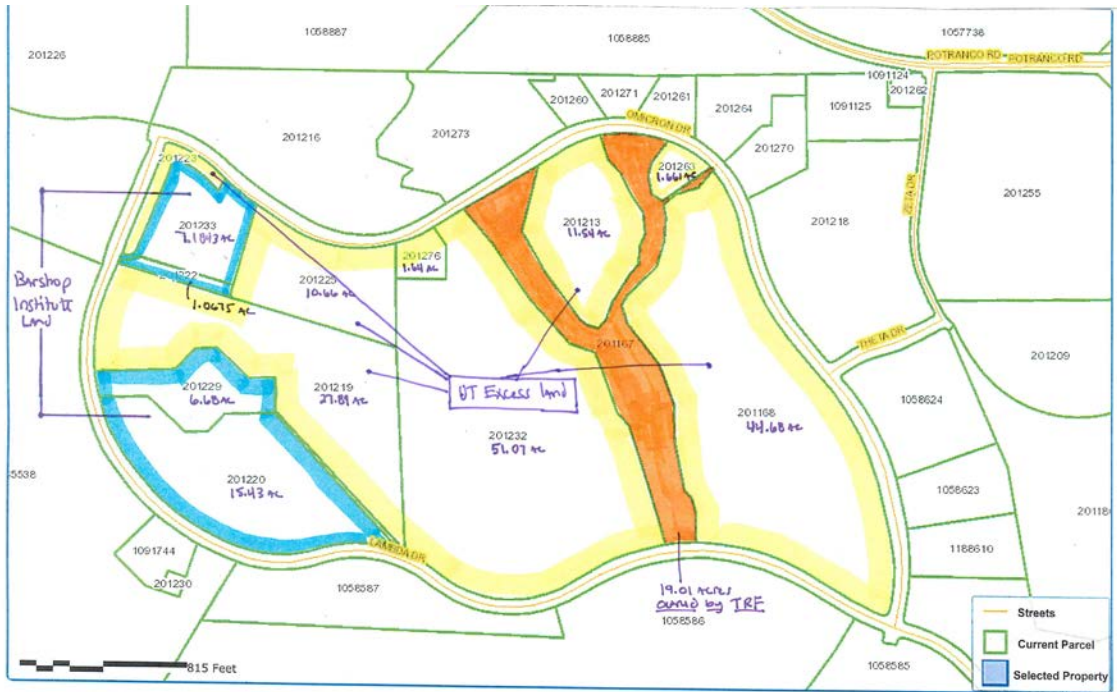 1058887
1058885
1057738
201226
POTRANCO RD
POTRANCO RD
1091124
201262
201260
201271
201261
201264
1091125
OMICRON DR
201216
201273
201270
201223
201263
1.661 AC
201255
ZETA DR
201233
7.1843 AC
201213
11.54 AC
201218
Barshop
Institute
Land
201222
1.0675 AC
201276
1.64 AC
201225
10.66 AC
201167
THETA DR
201209
201229
6.68 AC
201219
27.89 AC
UT Excess land
201168
44.68 AC
1058624
201232
51.07 AC
5538
201220
15.43 AC
1058623
201186
1091744
LAMBDA DR
1188610
201230
1058587
19.01 acres
owned by TRF
1058586
Streets
Current Parcel
Selected Property
815 Feet
1058585